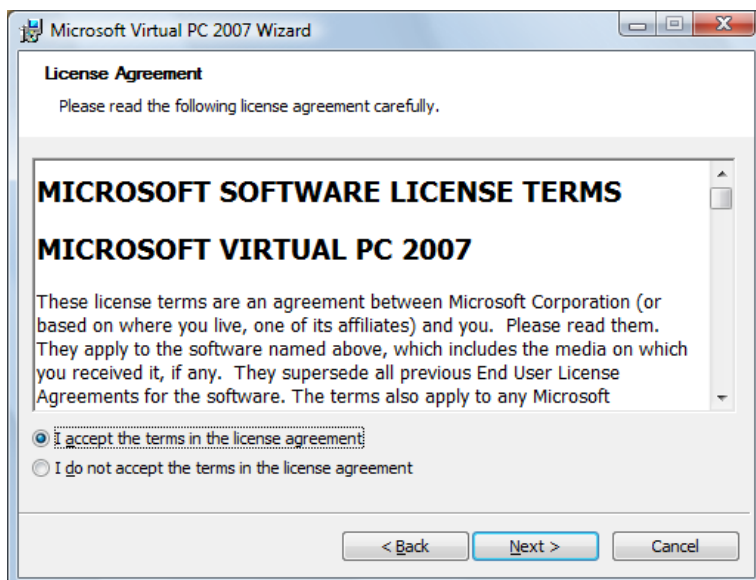 Microsoft Virtual PC 2007 Wizard
License Agreement
Please read the following license agreement carefully.
MICROSOFT SOFTWARE LICENSE TERMS
MICROSOFT VIRTUAL PC 2007
These license terms are an agreement between Microsoft Corporation (or
based on where you live, one of its affiliates) and you.  Please read them.
They apply to the software named above, which includes the media on which
you received it, if any.  They supersede all previous End User License
Agreements for the software. The terms also apply to any Microsoft
I accept the terms in the license agreement
I do not accept the terms in the license agreement
< Back
Next >
Cancel